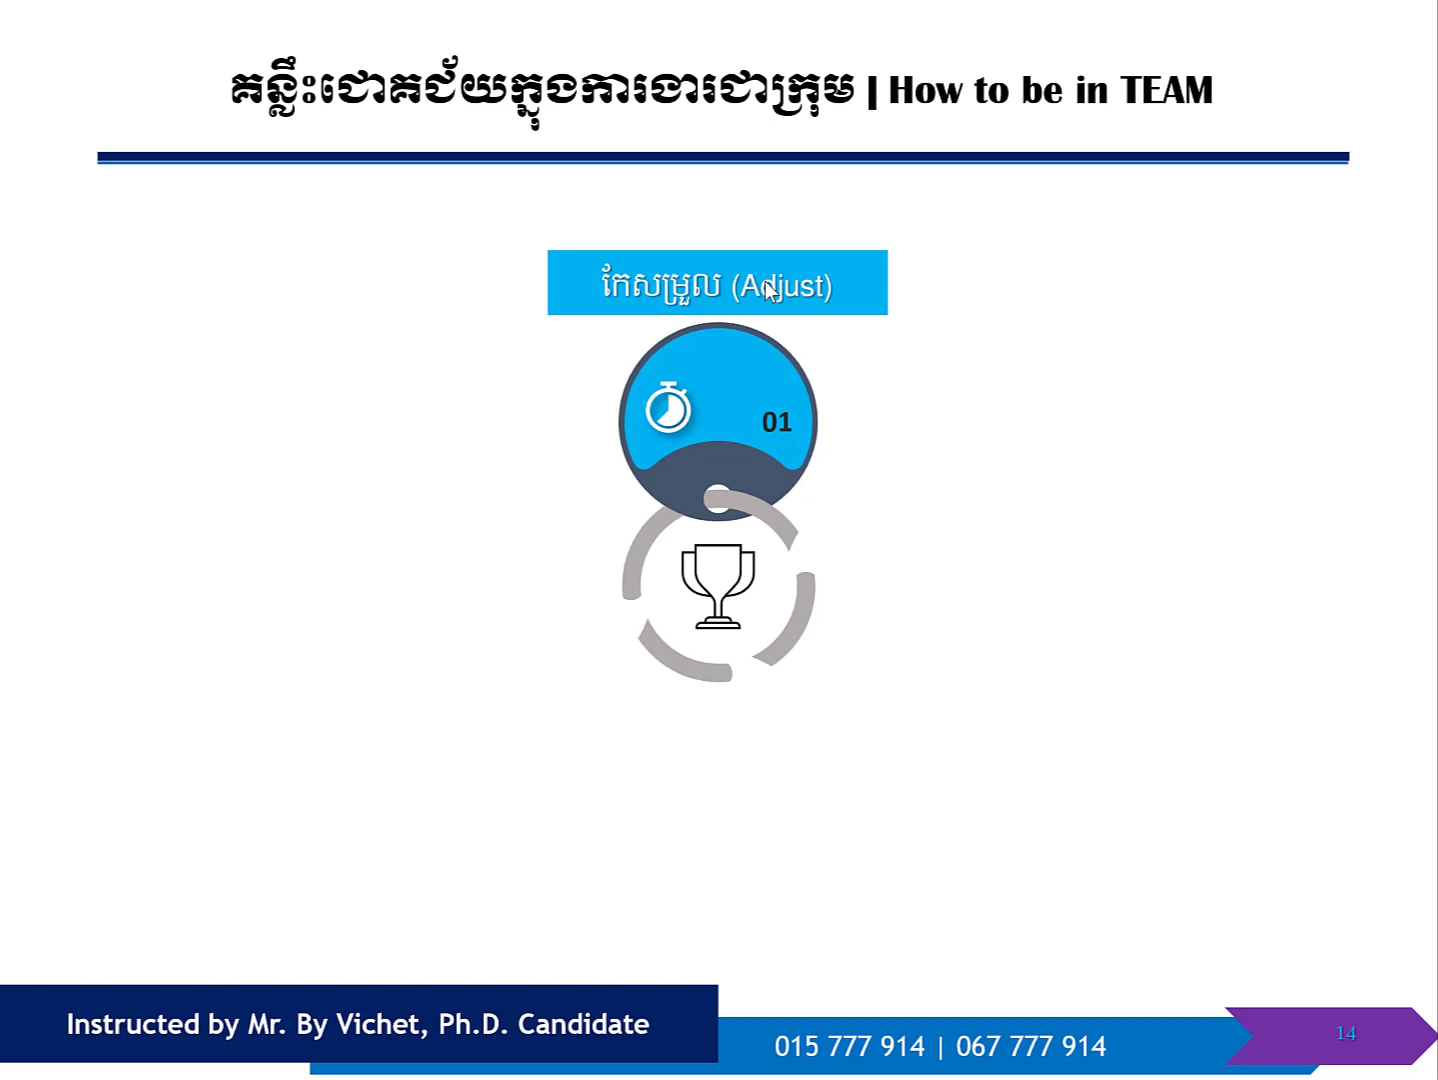 គន្លឹះជោគជ័យក្នុងការងារជាក្រុម | How to be in TEAM
កែសម្រួល (Adjust)
01
Instructed by Mr. By Vichet, Ph.D. Candidate
015 777 914 | 067 777 914
14